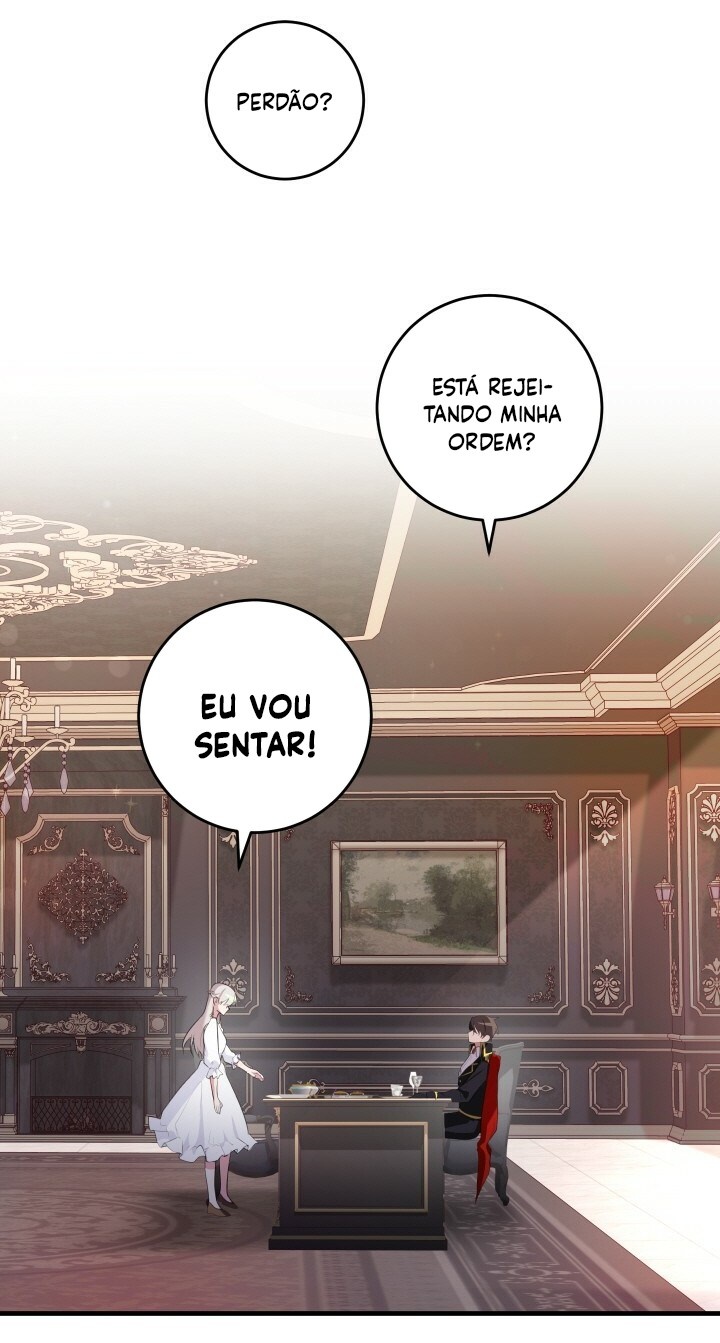 PERDÃO?
ESTÁ REJEI-
TANDO MINHA
ORDEM?
EU VOU
SENTAR!